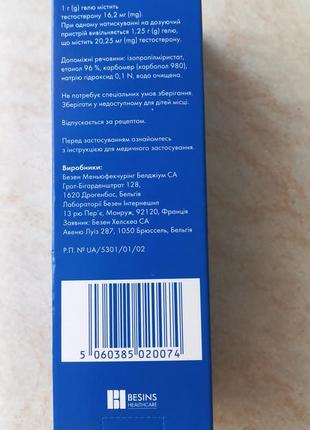 1 г (g) гелю містить
тестостерону 16,2 мг (mg).
При одному натискуванні на дозуючий
пристрій вивільняється 1,25 г (g) гелю,
що містить 20,25 мг (mg) тестостерону.
Допоміжні речовини: ізопропілміристат,
етанол 96 %, карбомер (карбопол 980),
натрію гідроксид 0,1 N, вода очищена.
Не потребує спеціальних умов зберігання.
Зберігати у недоступному для дітей місці.
Відпускається за рецептом.
Перед застосуванням ознайомтесь
з інструкцією для медичного застосування.
Виробники:
Безен Меньюфекчурінг Белджіум СА
Грот-Бігарденштрат 128,
1620 Дрогенбос, Бельгія
Лабораторії Безен Інтернешнл
13 рю Пер'є, Монруж, 92120, Франція
Заявник: Безен Хелскеа СА
Авеню Луїз 287, 1050 Брюссель, Бельгія
Р.П. № UA/5301/01/02
5 060385 020074
BESINS
HEALTHCARE